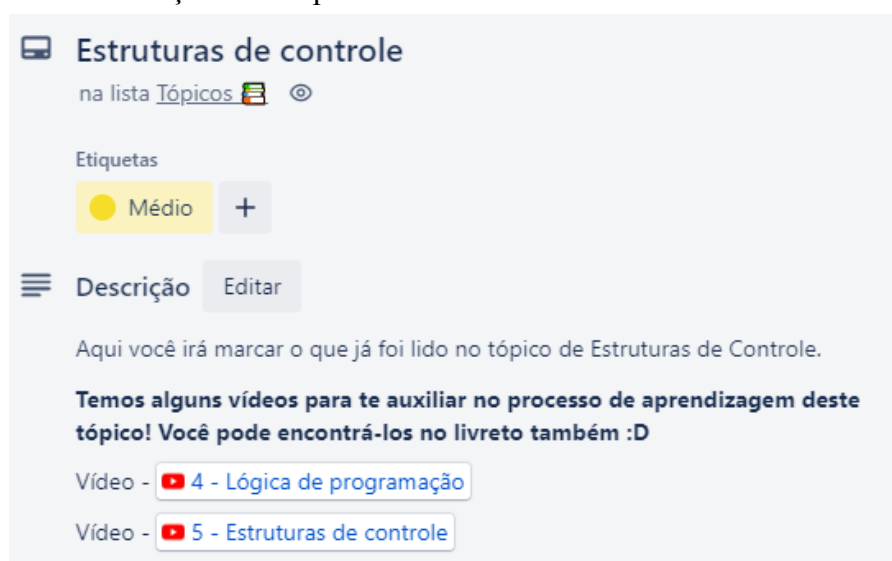 Estruturas de controle
na lista Tópicos
Etiquetas
Médio +
Descrição Editar
Aqui você irá marcar o que já foi lido no tópico de Estruturas de Controle.
Temos alguns vídeos para te auxiliar no processo de aprendizagem deste
tópico! Você pode encontrá-los no livreto também :D
Vídeo - 4 - Lógica de programação
Vídeo - 5 - Estruturas de controle